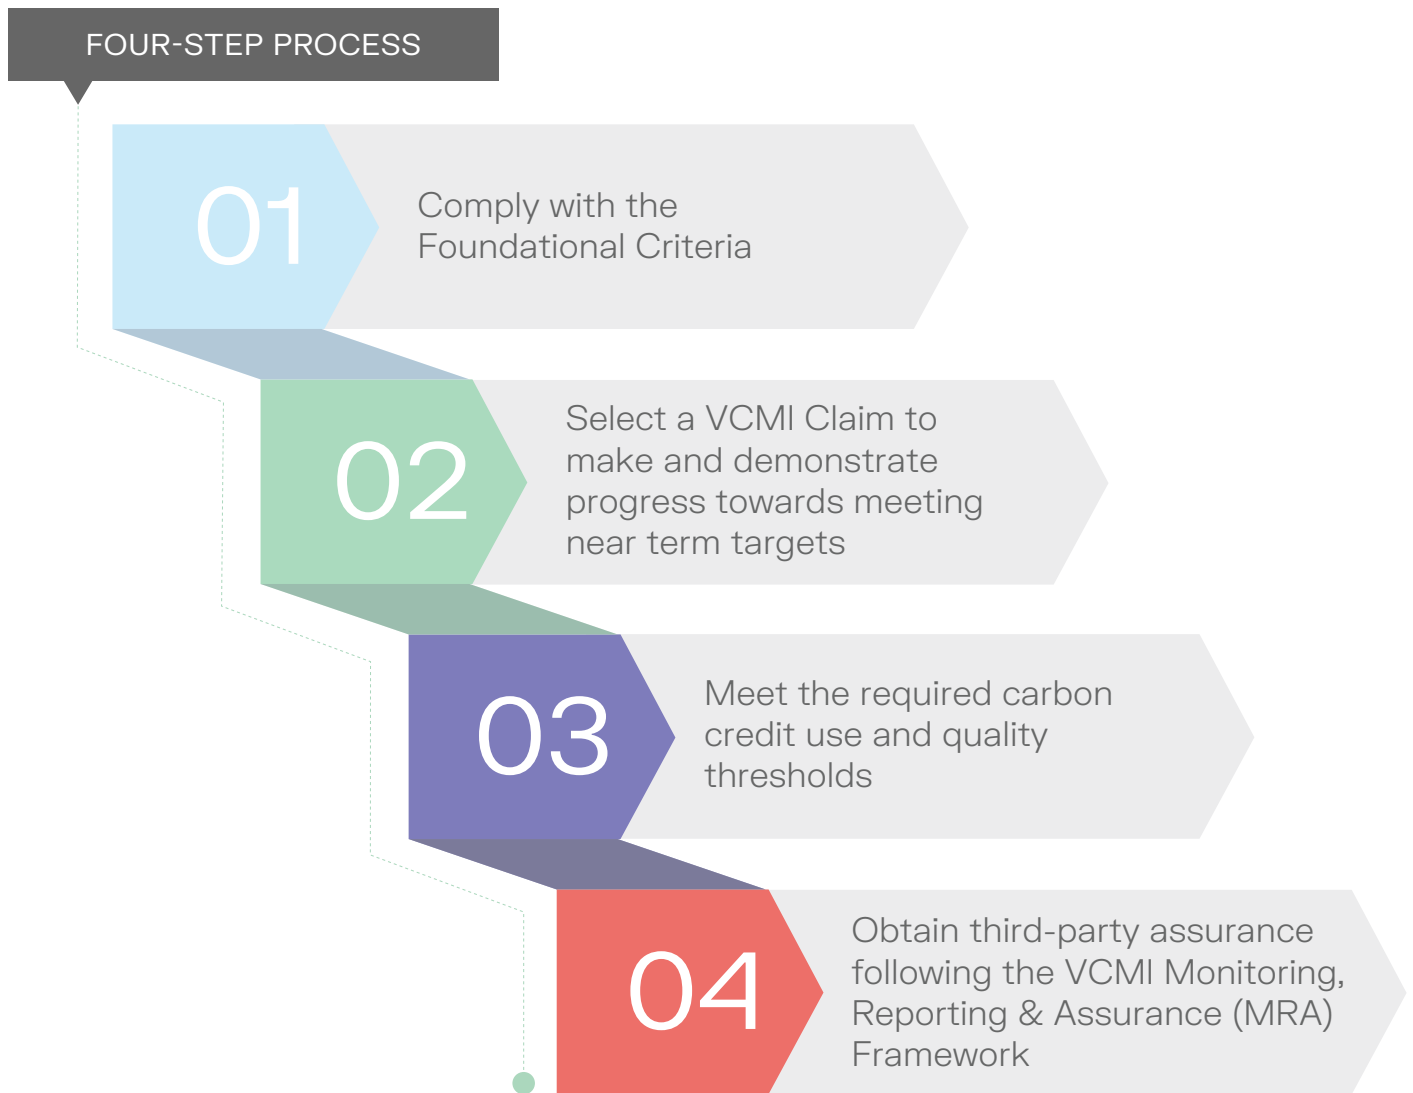 FOUR-STEP PROCESS
01
Comply with the
Foundational Criteria
02
Select a VCMI Claim to
make and demonstrate
progress towards meeting
near term targets
03
Meet the required carbon
credit use and quality
thresholds
04
Obtain third-party assurance
following the VCMI Monitoring,
Reporting & Assurance (MRA)
Framework